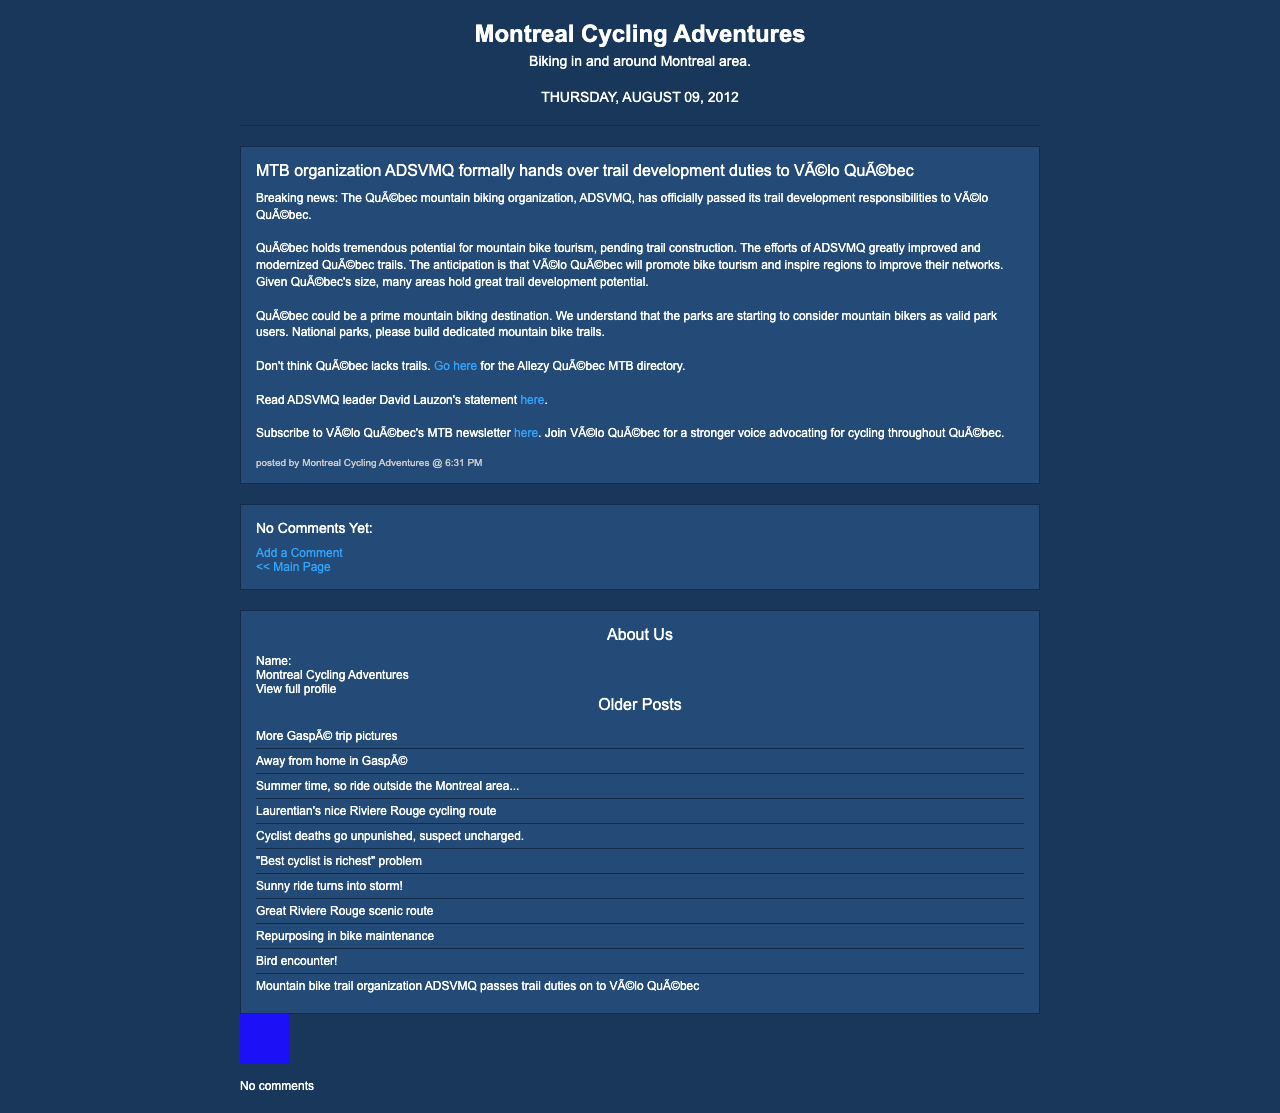 Montreal Cycling Adventures
Biking in and around Montreal area.
THURSDAY, AUGUST 09, 2012
MTB organization ADSVMQ formally hands over trail development duties to VÃ©lo QuÃ©bec
Breaking news: The QuÃ©bec mountain biking organization, ADSVMQ, has officially passed its trail development responsibilities to VÃ©lo
QuÃ©bec.
QuÃ©bec holds tremendous potential for mountain bike tourism, pending trail construction. The efforts of ADSVMQ greatly improved and
modernized QuÃ©bec trails. The anticipation is that VÃ©lo QuÃ©bec will promote bike tourism and inspire regions to improve their networks.
Given QuÃ©bec's size, many areas hold great trail development potential.
QuÃ©bec could be a prime mountain biking destination. We understand that the parks are starting to consider mountain bikers as valid park
users. National parks, please build dedicated mountain bike trails.
Don't think QuÃ©bec lacks trails. Go here for the Allezy QuÃ©bec MTB directory.
Read ADSVMQ leader David Lauzon's statement here.
Subscribe to VÃ©lo QuÃ©bec's MTB newsletter here. Join VÃ©lo QuÃ©bec for a stronger voice advocating for cycling throughout QuÃ©bec.
posted by Montreal Cycling Adventures @ 6:31 PM
No Comments Yet:
Add a Comment
<< Main Page
About Us
Name:
Montreal Cycling Adventures
View full profile
Older Posts
More GaspÃ© trip pictures
Away from home in GaspÃ©
Summer time, so ride outside the Montreal area...
Laurentian's nice Riviere Rouge cycling route
Cyclist deaths go unpunished, suspect uncharged.
"Best cyclist is richest" problem
Sunny ride turns into storm!
Great Riviere Rouge scenic route
Repurposing in bike maintenance
Bird encounter!
Mountain bike trail organization ADSVMQ passes trail duties on to VÃ©lo QuÃ©bec
No comments